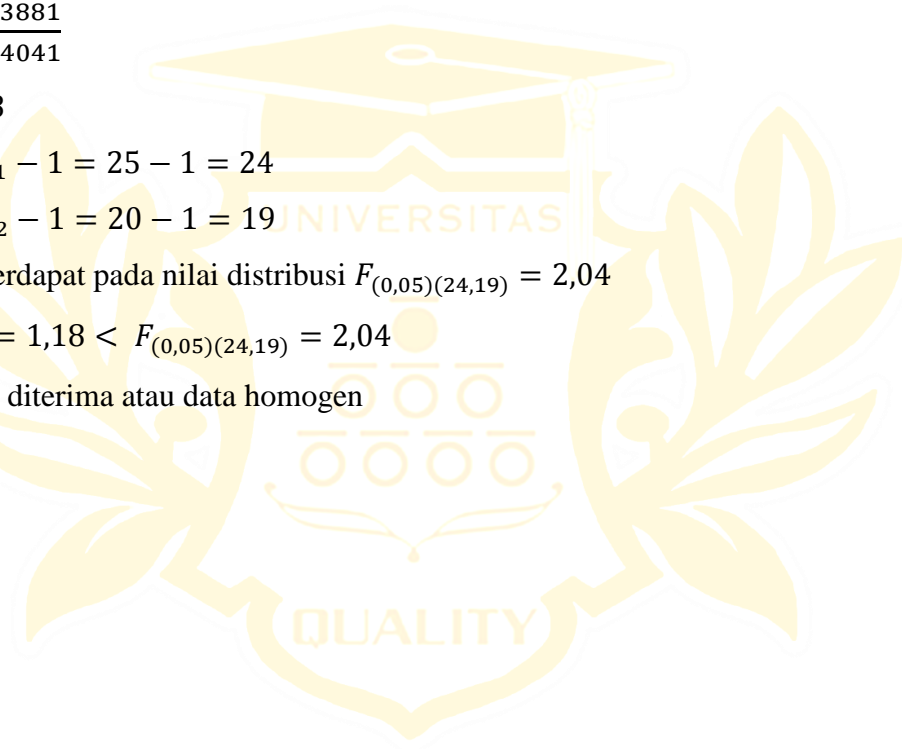 3881
4041
3
1 − 1 = 25 − 1 = 24
2 − 1 = 20 − 1 = 19
UNIVERSITAS
erdapat pada nilai distribusi F(0,05)(24,19) = 2,04
= 1,18 < F(0,05)(24,19) = 2,04
diterima atau data homogen
QUALITY